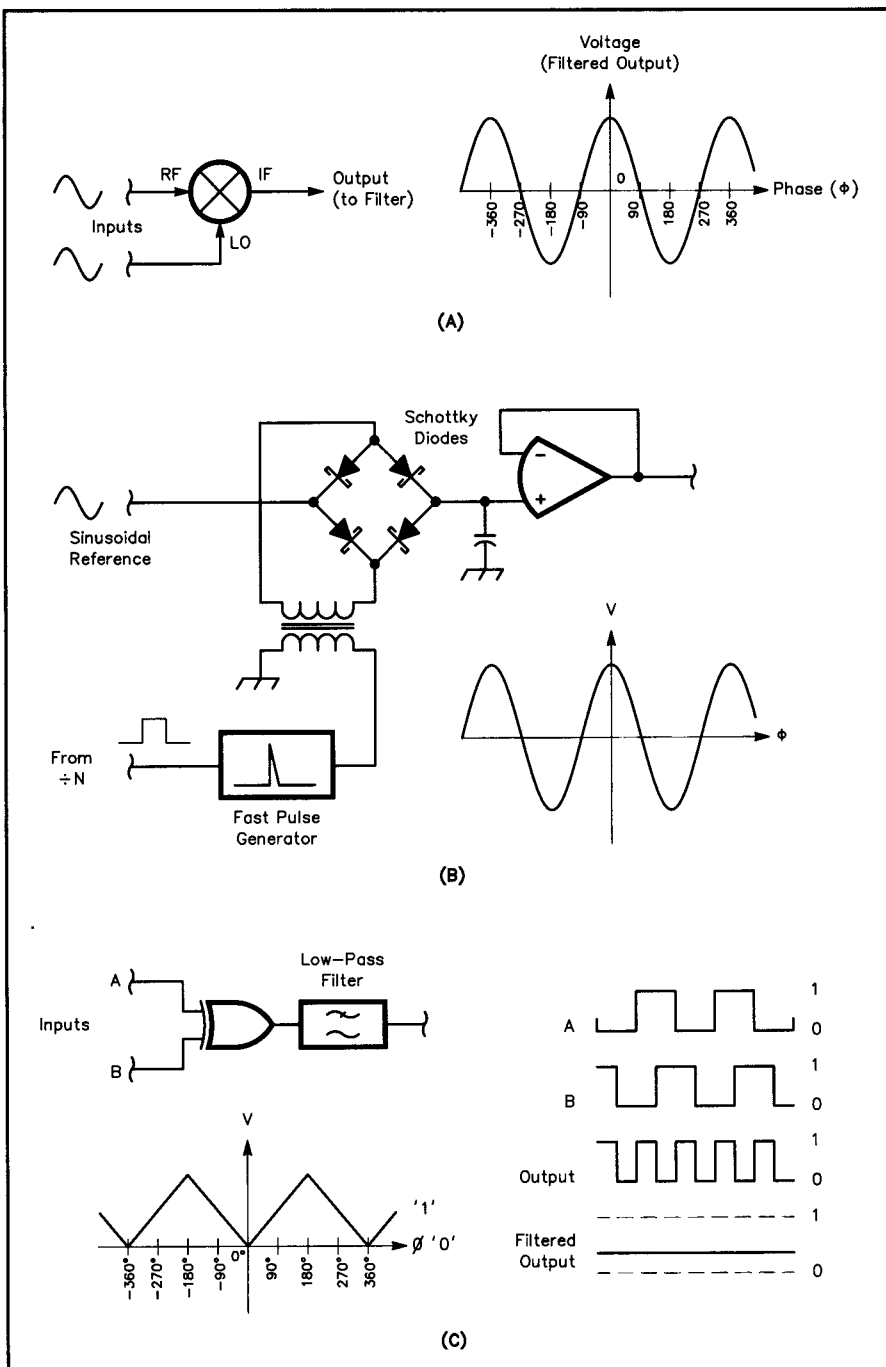 Voltage
(Filtered Output)
RF
IF
Output
(to Filter)
Inputs
LO
0
Phase (ϕ)
-360
-270
-180
-90
90
180
270
360
(A)
Schottky
Diodes
−
+
Sinusoidal
Reference
V
ϕ
From
÷N
Fast Pulse
Generator
(B)
Low-Pass
Filter
A
Inputs
B
V
'1'
ϕ '0'
0°
-360°
-270°
-180°
-90°
90°
180°
270°
360°
A
1
0
B
1
0
Output
1
0
1
Filtered
Output
0
(C)